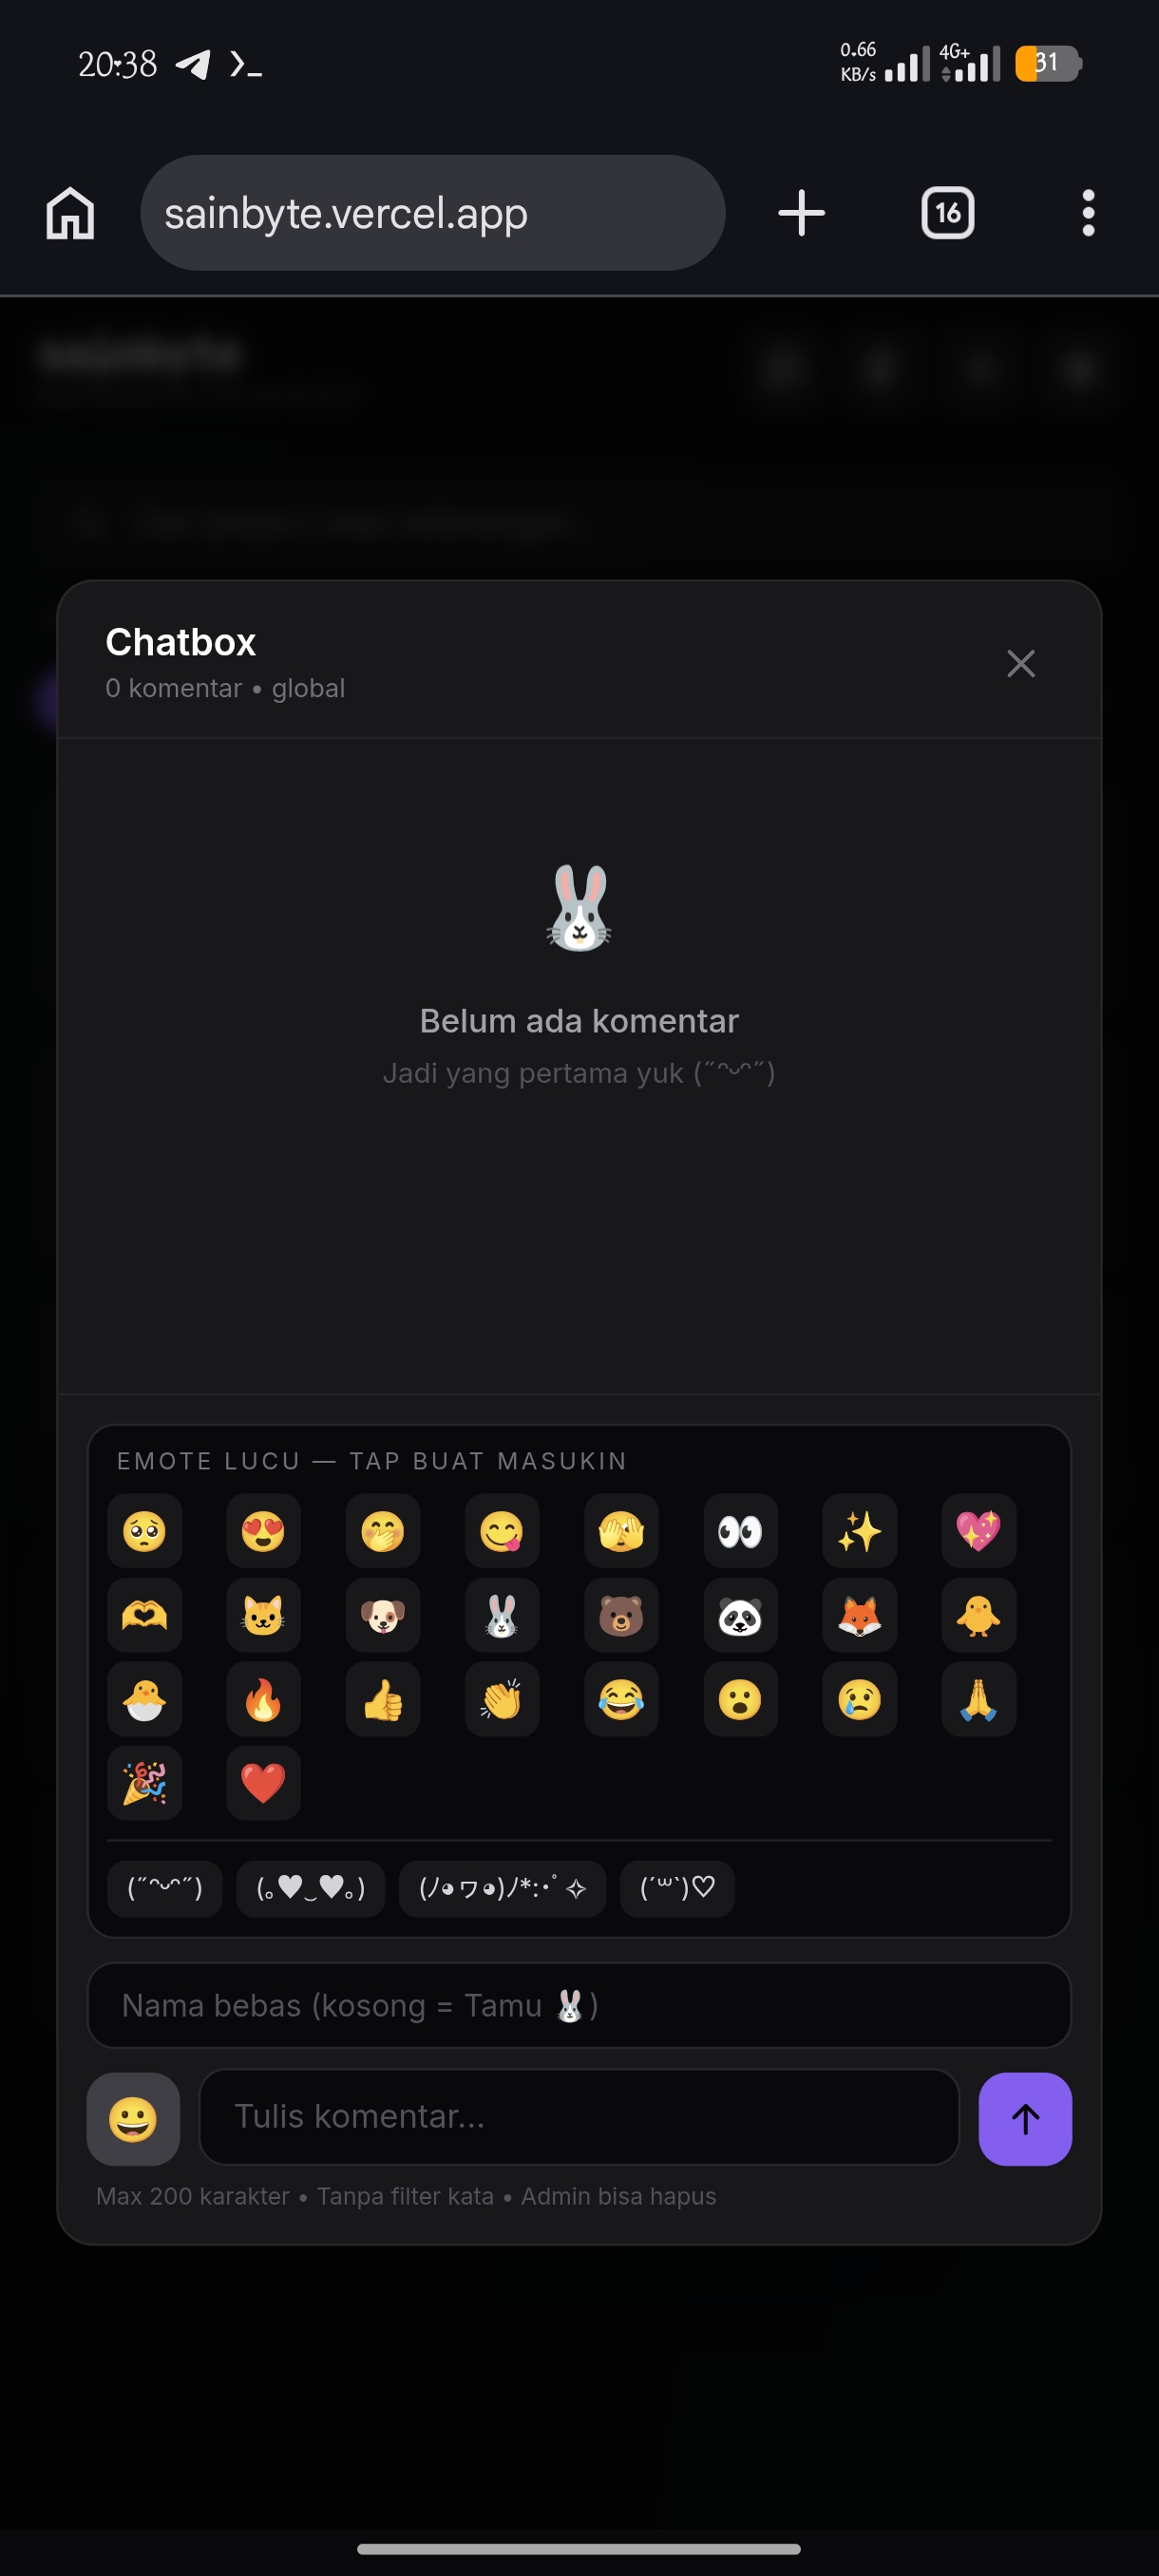 20:38
0.66
KB/s
4G+
31
sainbyte.vercel.app
16
Chatbox
0 komentar • global
🐰
Belum ada komentar
Jadi yang pertama yuk (˶ᵔᵕᵔ˶)
EMOTE LUCU — TAP BUAT MASUKIN
🥺 😍 🤭 😋 🫣 👀 ✨ 💖
🫶 🐱 🐶 🐰 🐻 🐼 🦊 🐥
🐣 🔥 👍 👏 😂 😮 😢 🙏
🎉 ❤️
(˶ᵔᵕᵔ˶) (｡♥‿♥｡) (ﾉ◕ヮ◕)ﾉ*:･ﾟ✧ (´꒳`)♡
Nama bebas (kosong = Tamu 🐰)
😀 Tulis komentar...
Max 200 karakter • Tanpa filter kata • Admin bisa hapus